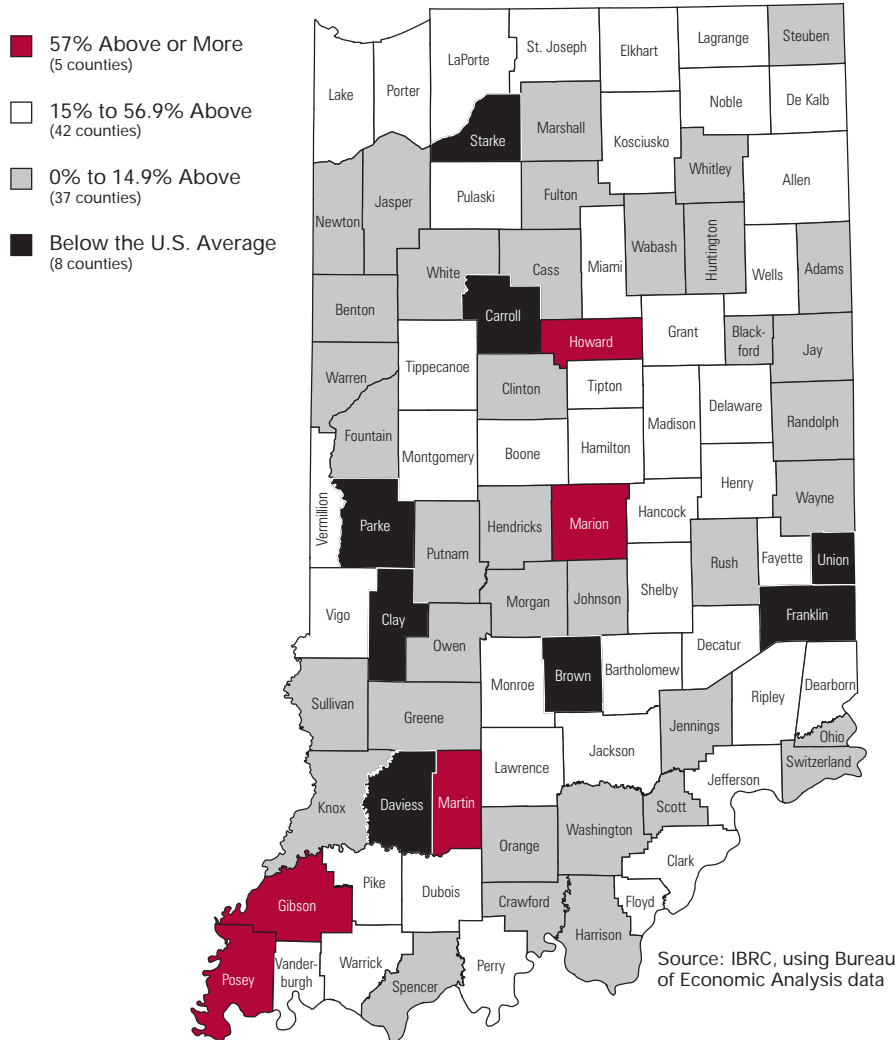 57% Above or More
(5 counties)
15% to 56.9% Above
(42 counties)
0% to 14.9% Above
(37 counties)
Below the U.S. Average
(8 counties)
Lake
Porter
LaPorte
St. Joseph
Elkhart
Lagrange
Steuben
Noble
De Kalb
Starke
Marshall
Kosciusko
Whitley
Allen
Newton
Jasper
Pulaski
Fulton
Wabash
Huntington
Miami
White
Cass
Wells
Adams
Benton
Carroll
Howard
Grant
Black-
ford
Jay
Warren
Tippecanoe
Clinton
Tipton
Madison
Delaware
Randolph
Fountain
Montgomery
Boone
Hamilton
Henry
Wayne
Vermillion
Parke
Putnam
Hendricks
Marion
Hancock
Rush
Fayette
Union
Vigo
Clay
Owen
Morgan
Johnson
Shelby
Franklin
Decatur
Sullivan
Greene
Monroe
Brown
Bartholomew
Jennings
Ripley
Dearborn
Ohio
Switzerland
Knox
Daviess
Martin
Lawrence
Jackson
Jefferson
Scott
Orange
Washington
Clark
Gibson
Pike
Dubois
Crawford
Floyd
Harrison
Posey
Vander-
burgh
Warrick
Spencer
Perry
Source: IBRC, using Bureau
of Economic Analysis data